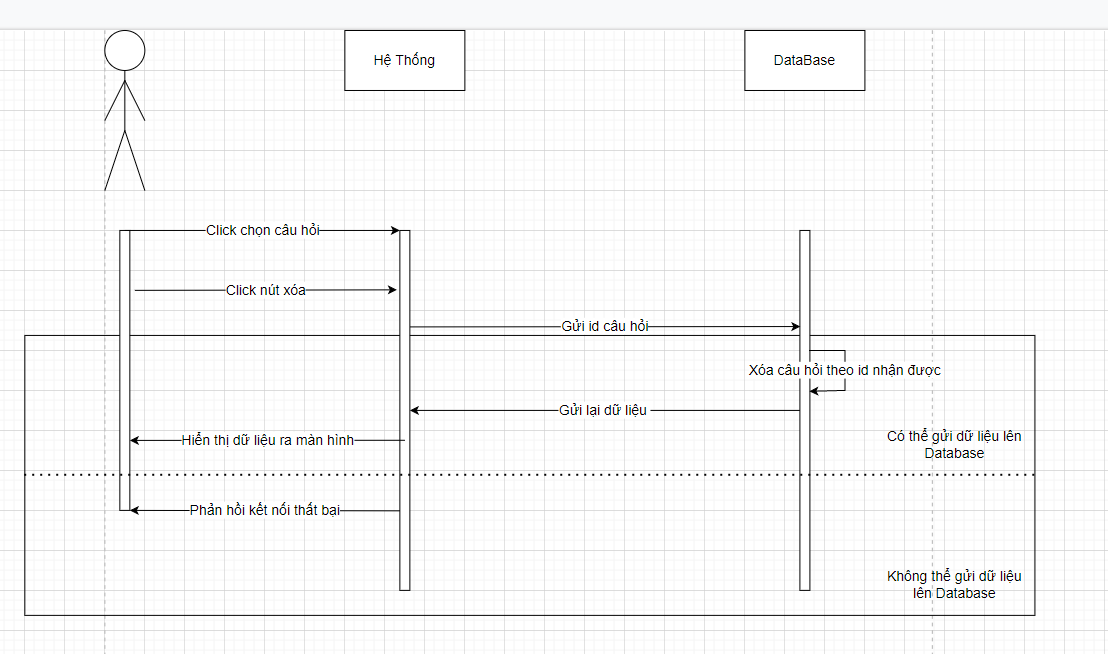 Hệ Thống
DataBase
Click chọn câu hỏi
Click nút xóa
Gửi id câu hỏi
Xóa câu hỏi theo id nhận được
Gửi lại dữ liệu
Hiển thị dữ liệu ra màn hình
Có thể gửi dữ liệu lên
Database
Phản hồi kết nối thất bại
Không thể gửi dữ liệu
lên Database